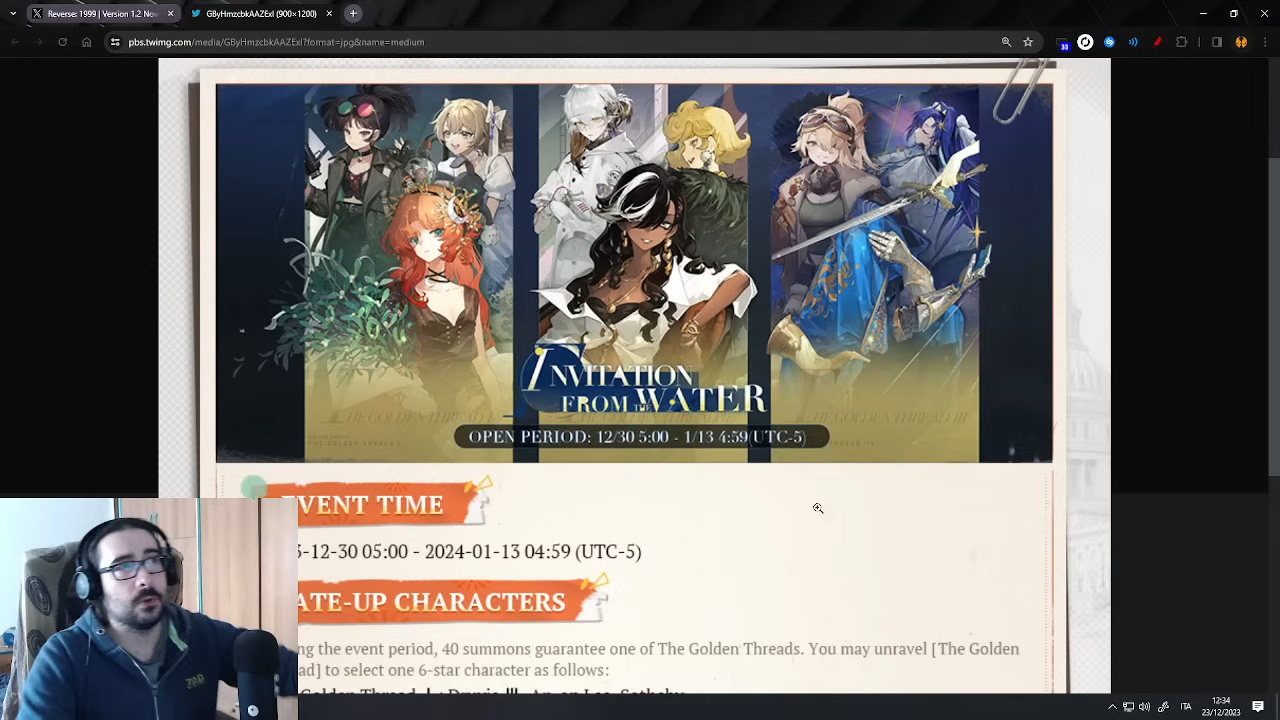 Reverse 1999 1.2 Nov
GByHmzcbkAAZExI (900×1200)
pbs.twimg.com/media/GByHmzcbkAAZExI?format=jpg&name=medium
33
INVITATION
FROM THE WATER
OPEN PERIOD: 12/30 5:00 - 1/13 4:59(UTC-5)
EVENT TIME
-12-30 05:00 - 2024-01-13 04:59 (UTC-5)
ATE-UP CHARACTERS
ng the event period, 40 summons guarantee one of The Golden Threads. You may unravel [The Golden
ad] to select one 6-star character as follows:
12:34
23/12/2023